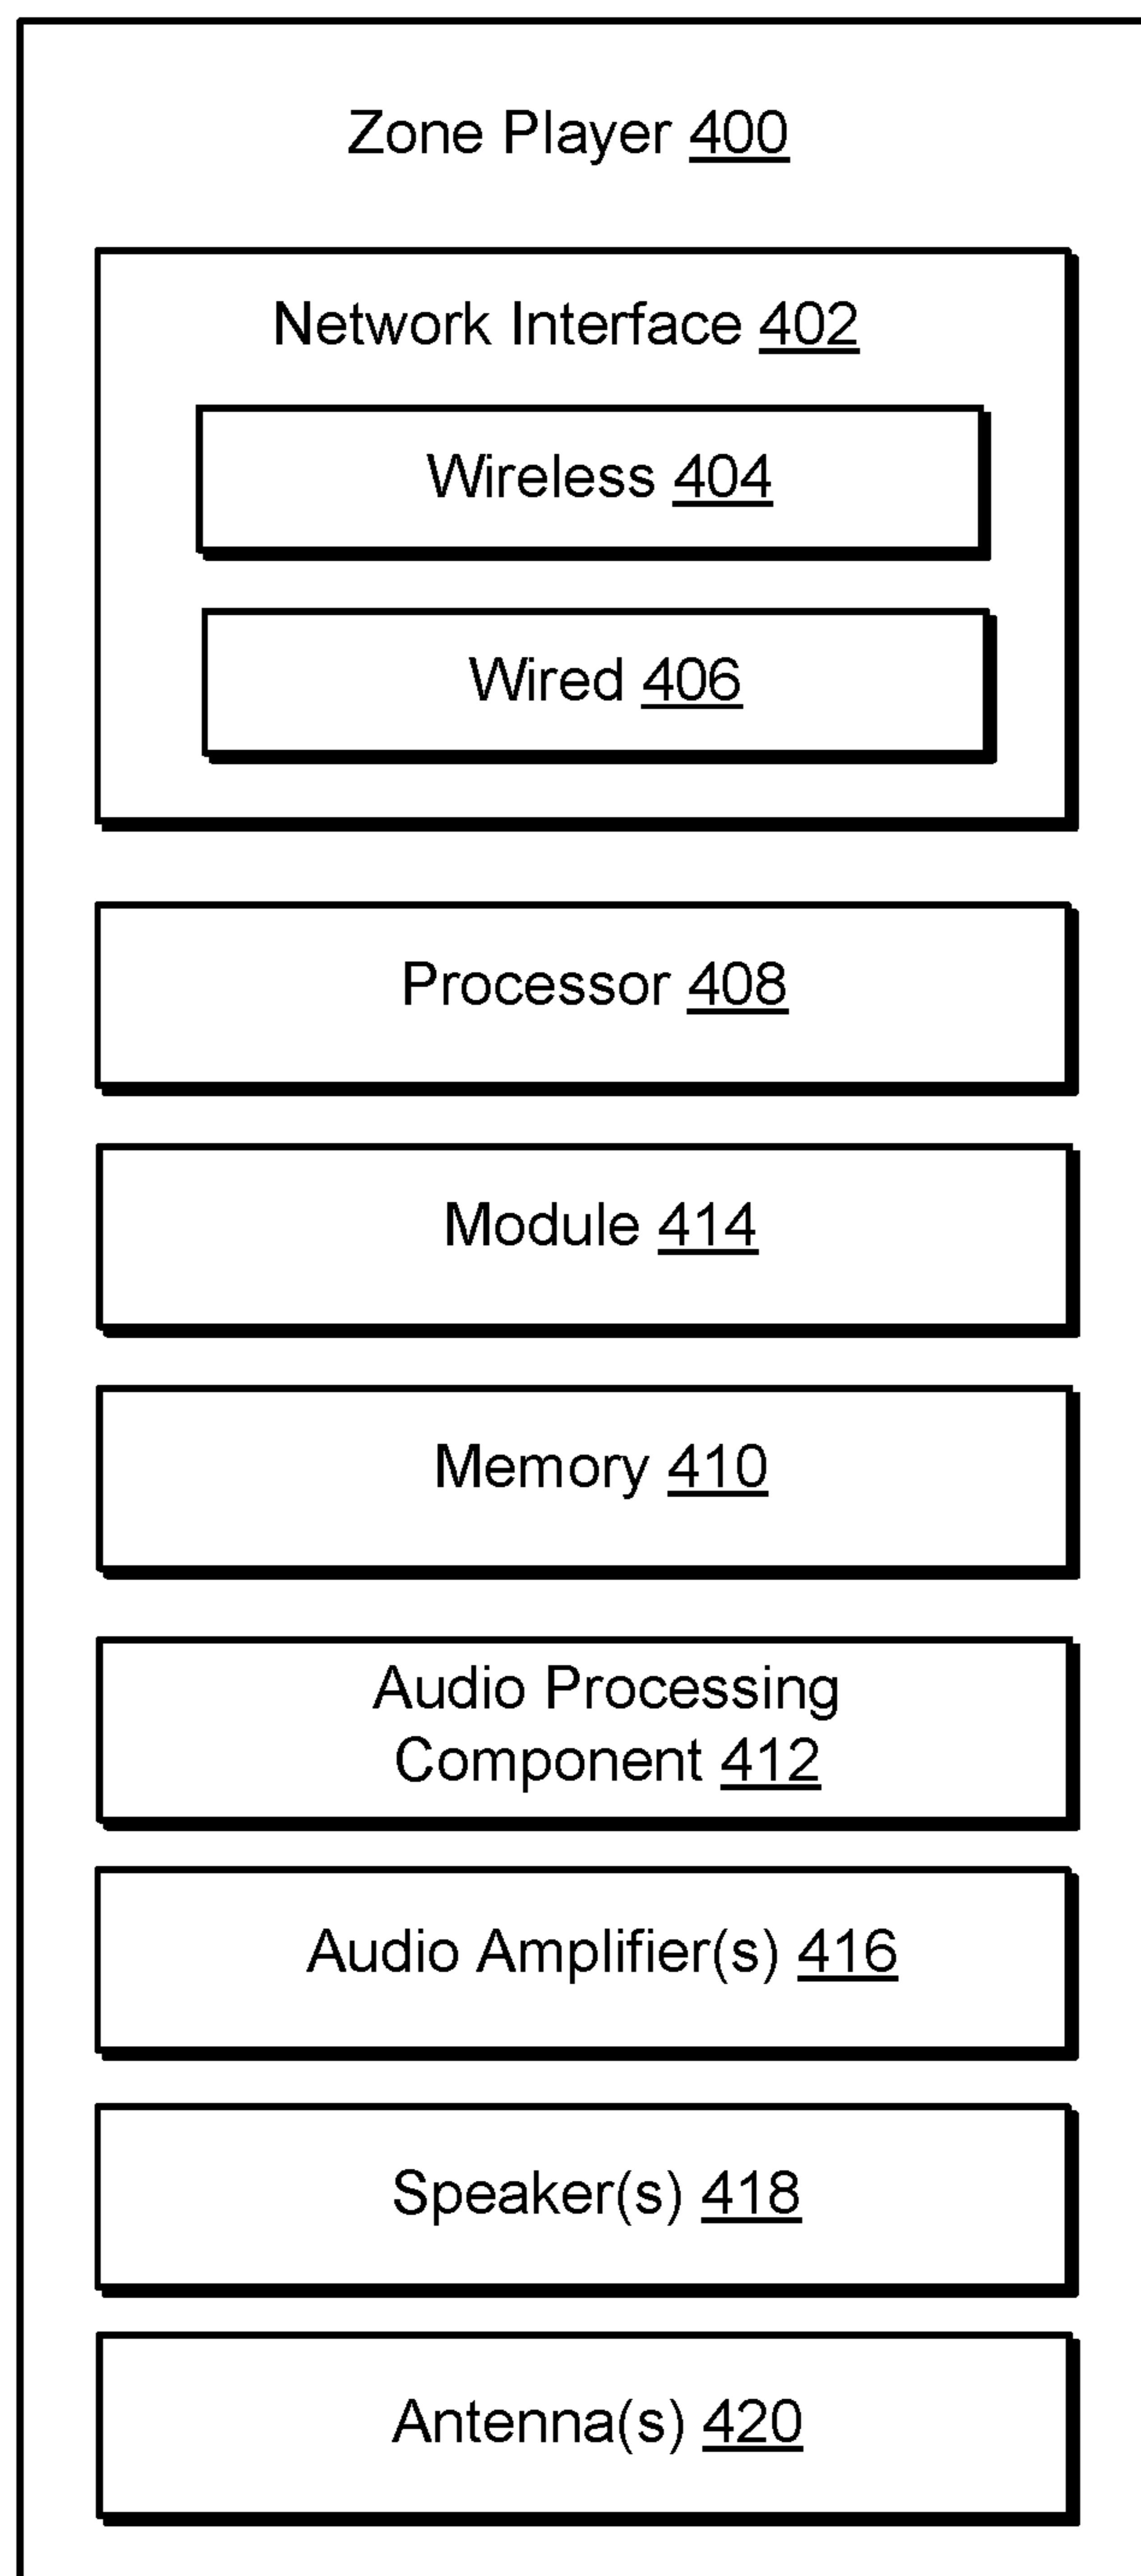 Zone Player 400
Network Interface 402
Wireless 404
Wired 406
Processor 408
Module 414
Memory 410
Audio Processing
Component 412
Audio Amplifier(s) 416
Speaker(s) 418
Antenna(s) 420